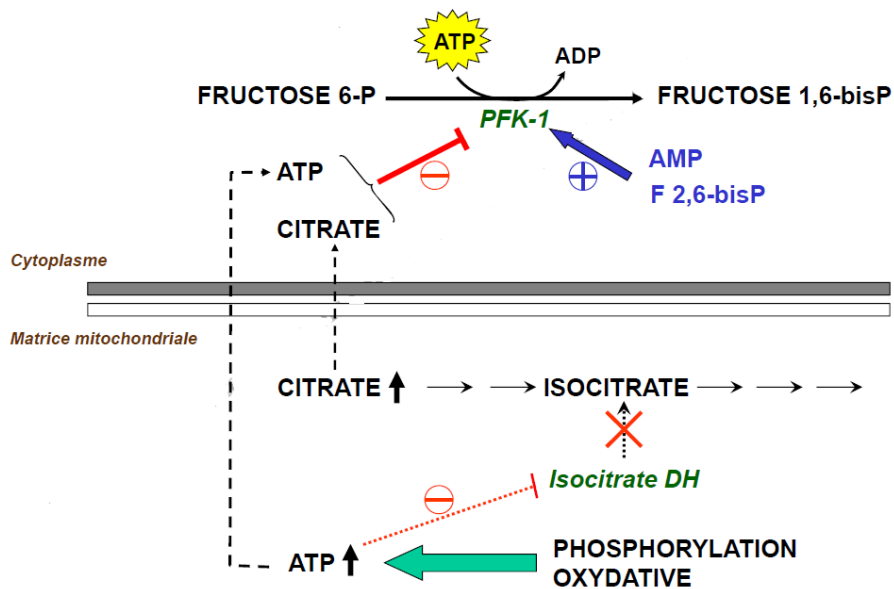 ATP
ADP
FRUCTOSE 6-P
FRUCTOSE 1,6-bisP
PFK-1
ATP
AMP
F 2,6-bisP
CITRATE
Cytoplasme
Matrice mitochondriale
CITRATE
ISOCITRATE
Isocitrate DH
ATP
PHOSPHORYLATION
OXYDATIVE